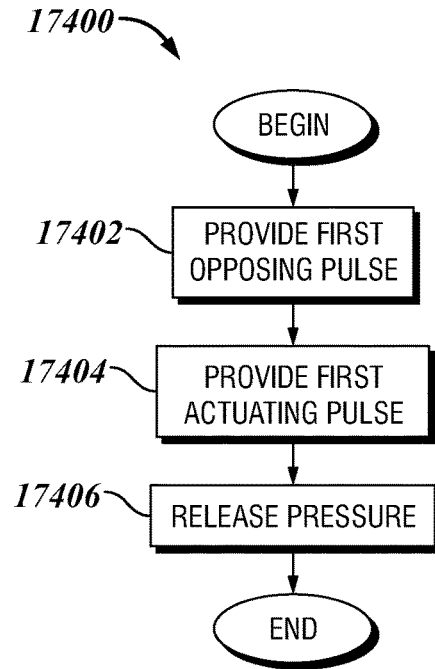 17400
BEGIN
17402
PROVIDE FIRST
OPPOSING PULSE
17404
PROVIDE FIRST
ACTUATING PULSE
17406
RELEASE PRESSURE
END